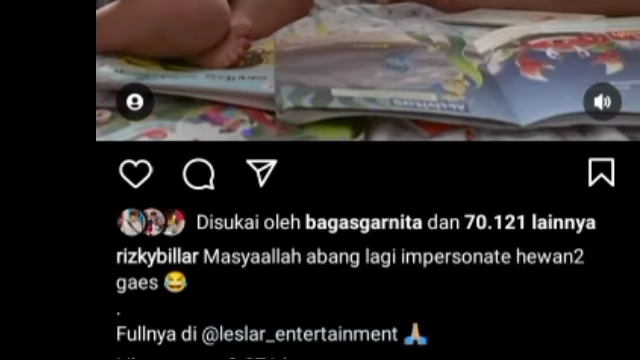 Disukai oleh bagasgarnita dan 70.121 lainnya
rizkybillar Masyaallah abang lagi impersonate hewan2
gaes 😂
.
Fullnya di @leslar_entertainment 🙏🏼